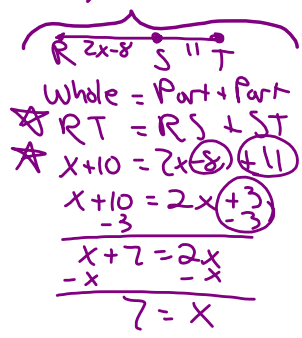 R 2x-8 S 11 T
Whole = Part + Part
☆ RT = RS + ST
☆ x+10 = 2x-8 + 11
x+10 = 2x + 3
-3 -3
x + 7 = 2x
-x -x
7 = x